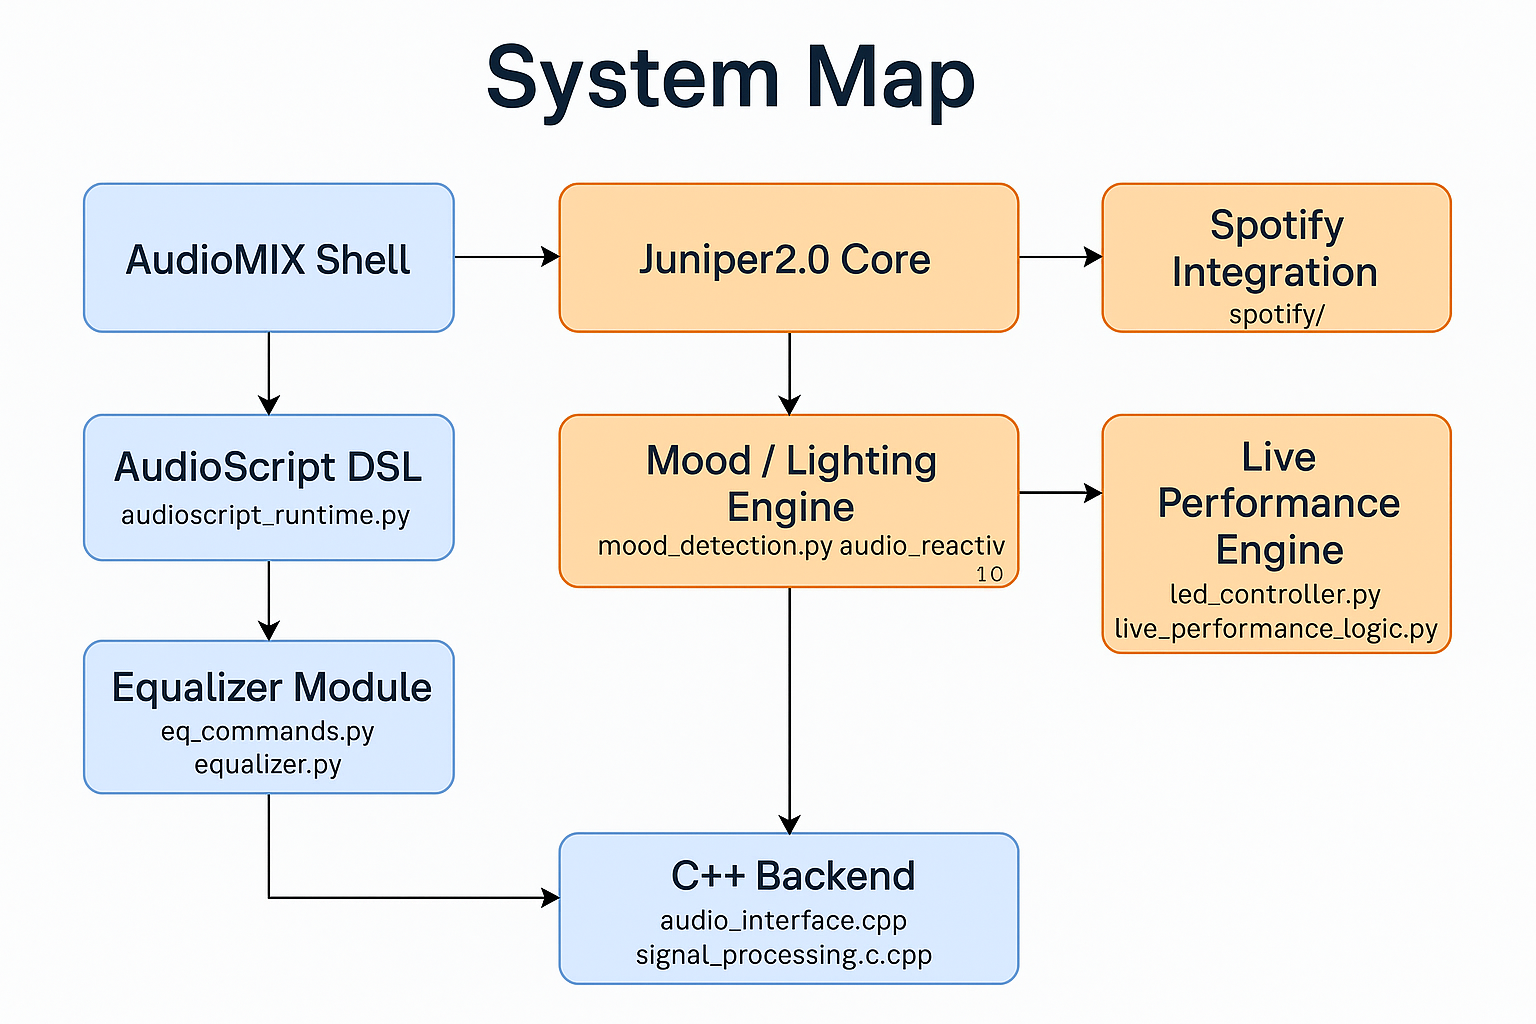 System Map
AudioMIX Shell
Juniper2.0 Core
Spotify
Integration
spotify/
AudioScript DSL
audioscript_runtime.py
Mood / Lighting
Engine
mood_detection.py audio_reactiv
10
Live
Performance
Engine
led_controller.py
live_performance_logic.py
Equalizer Module
eq_commands.py
equalizer.py
C++ Backend
audio_interface.cpp
signal_processing.c.cpp